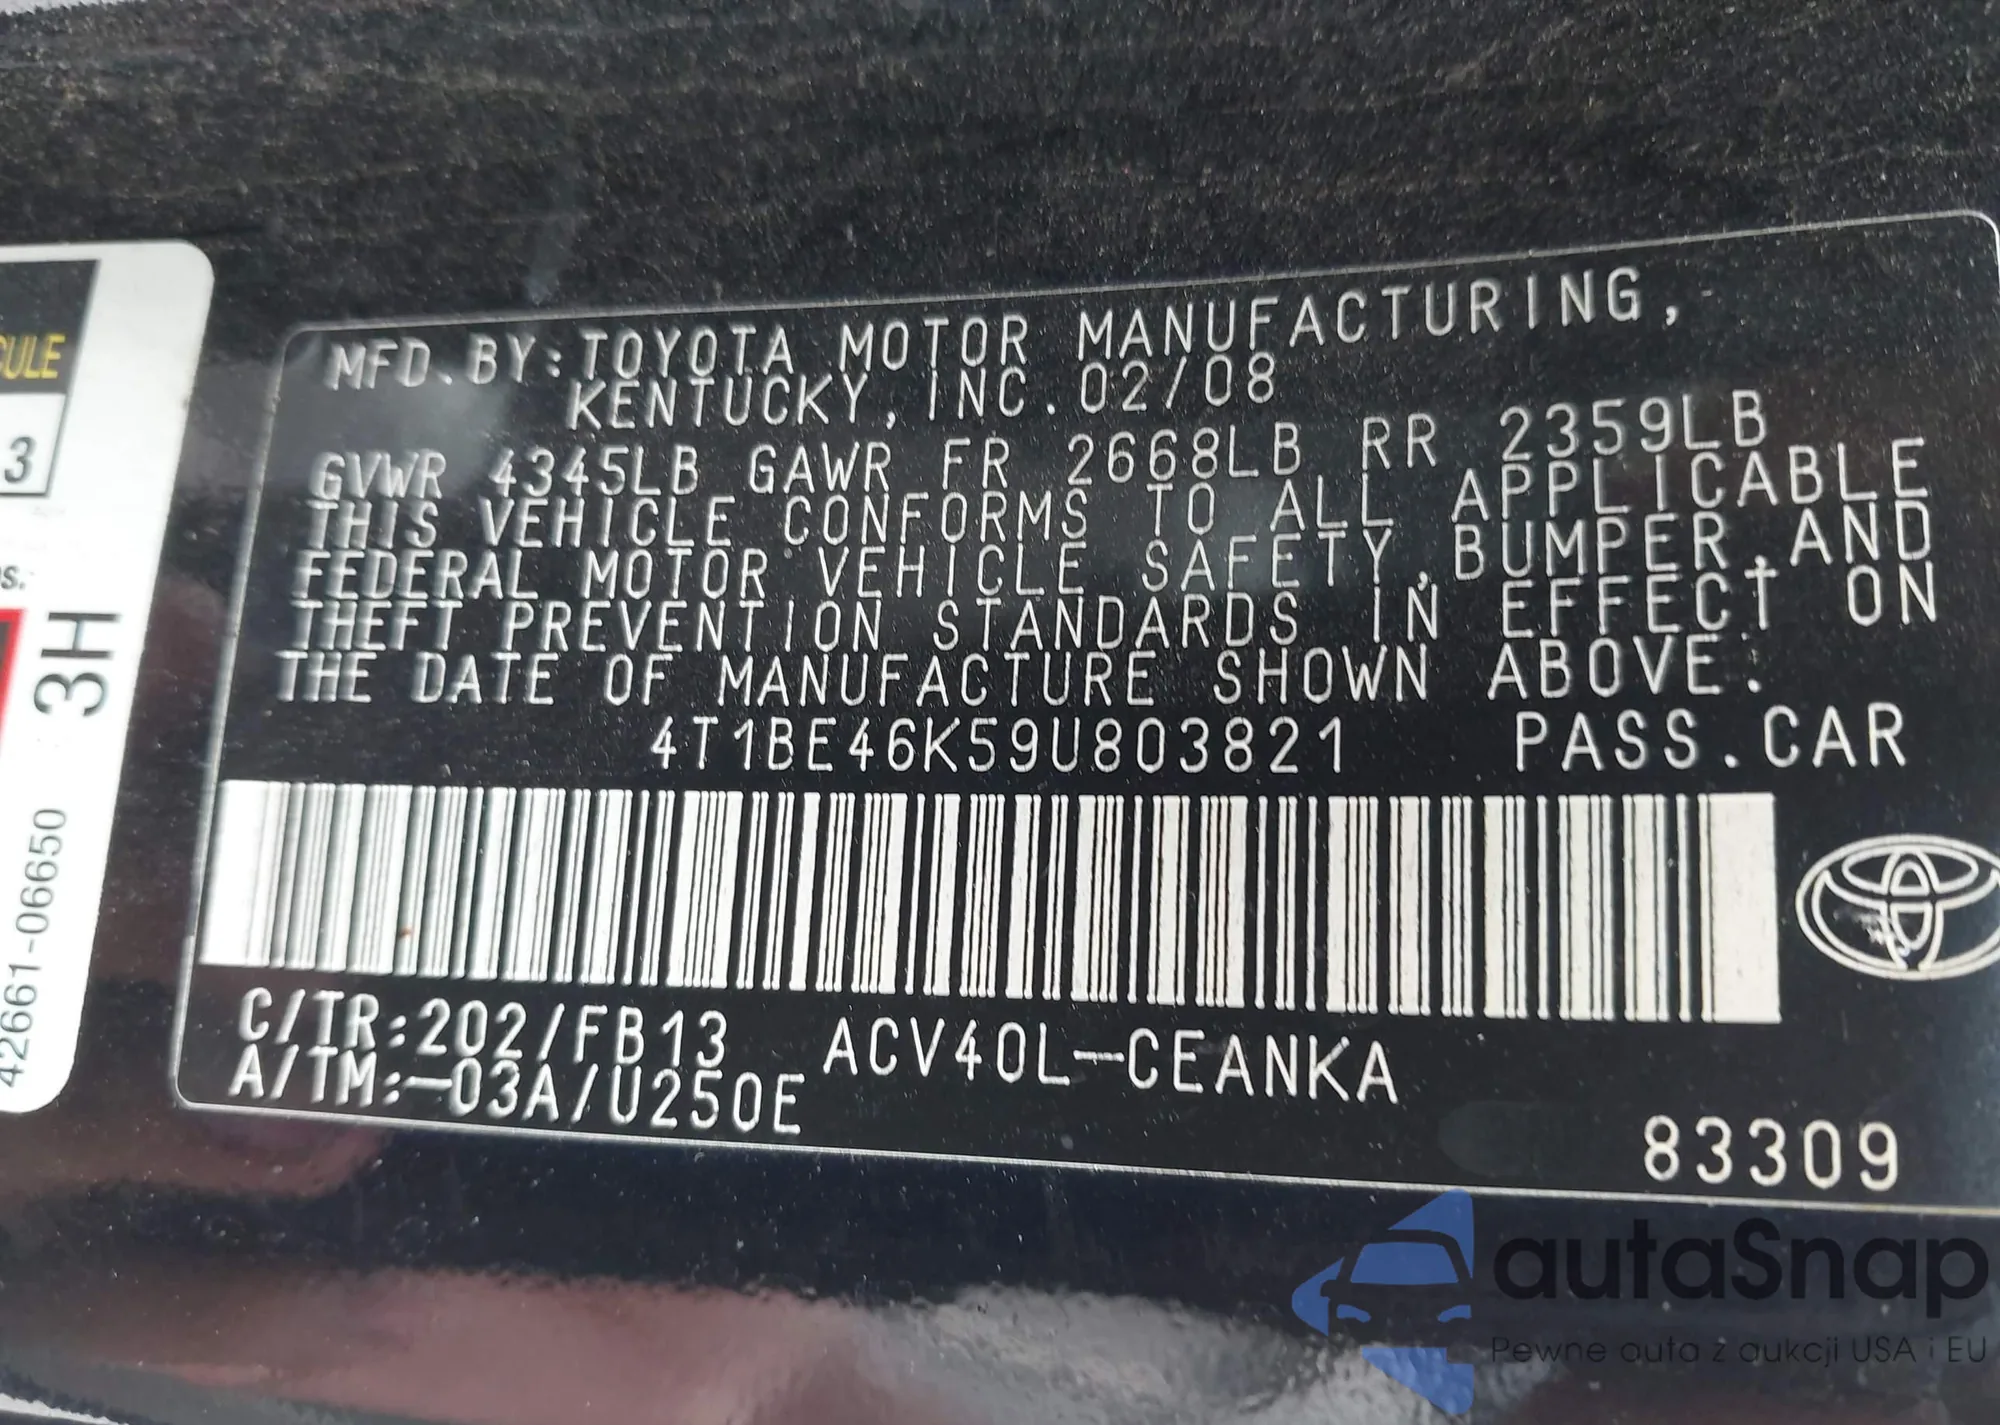 MFD.BY:TOYOTA MOTOR MANUFACTURING,
KENTUCKY, INC. 02/08
GVWR 4345LB GAWR FR 2668LB RR 2359LB
THIS VEHICLE CONFORMS TO ALL APPLICABLE
FEDERAL MOTOR VEHICLE SAFETY, BUMPER, AND
THEFT PREVENTION STANDARDS IN EFFECT ON
THE DATE OF MANUFACTURE SHOWN ABOVE.
4T1BE46K59U803821 PASS.CAR
C/TR:202/FB13 ACV40L-CEANKA
A/TM:-03A/U250E
83309
CULE
3
3H
42661-06650
autaSnap
Pewne auta z aukcji USA i EU